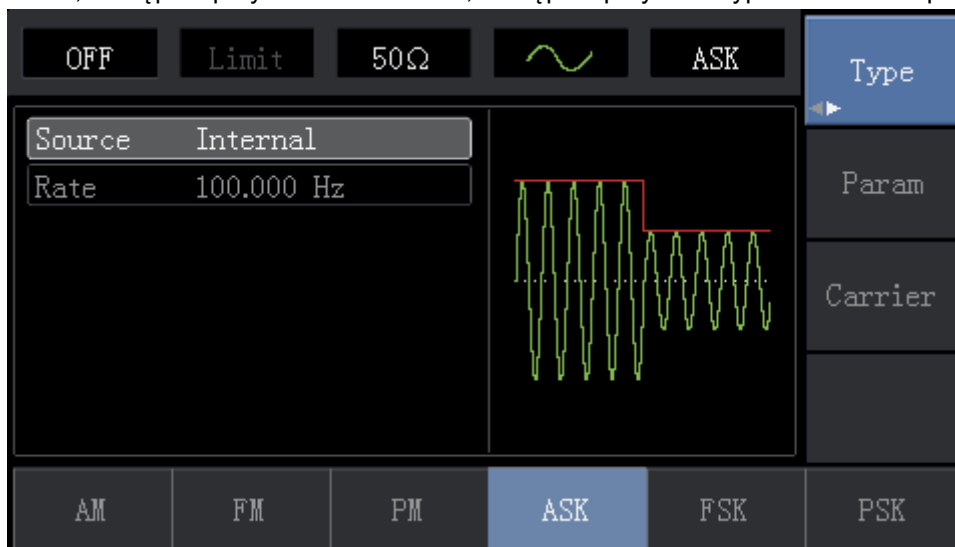 OFF Limit 50Ω ASK Type
Source Internal
Rate 100.000 Hz
Param
Carrier
AM FM PM ASK FSK PSK